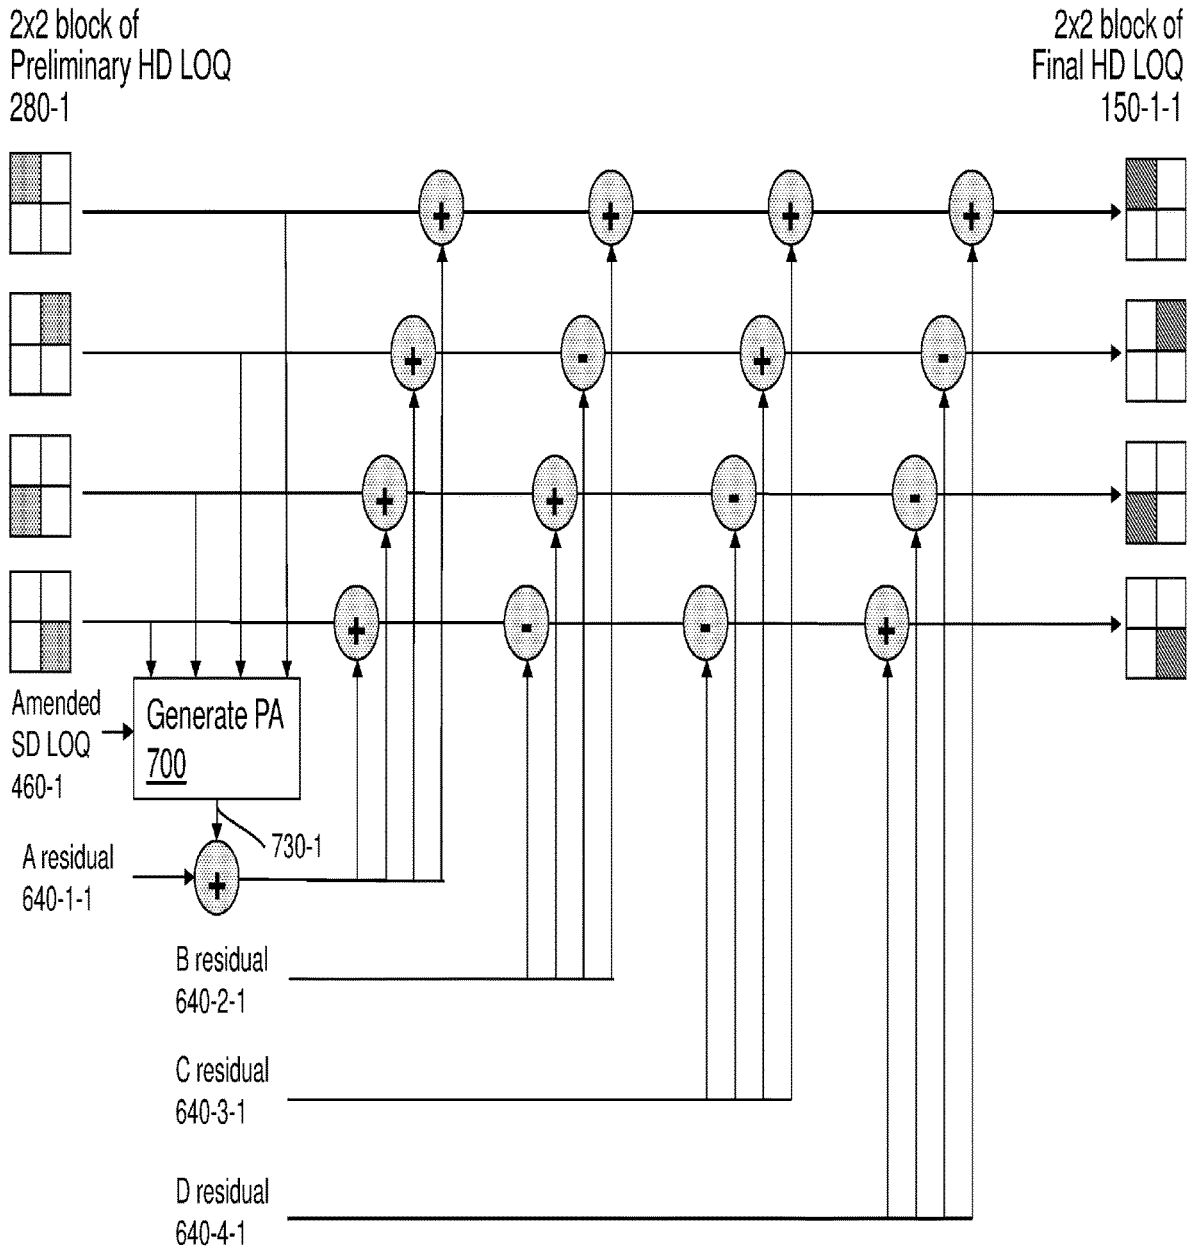 2x2 block of
Preliminary HD LOQ
280-1
2x2 block of
Final HD LOQ
150-1-1
+ + + +
+ - + -
+ + - -
+ - - +
Amended
SD LOQ
460-1
Generate PA
700
730-1
A residual
640-1-1
+
B residual
640-2-1
C residual
640-3-1
D residual
640-4-1